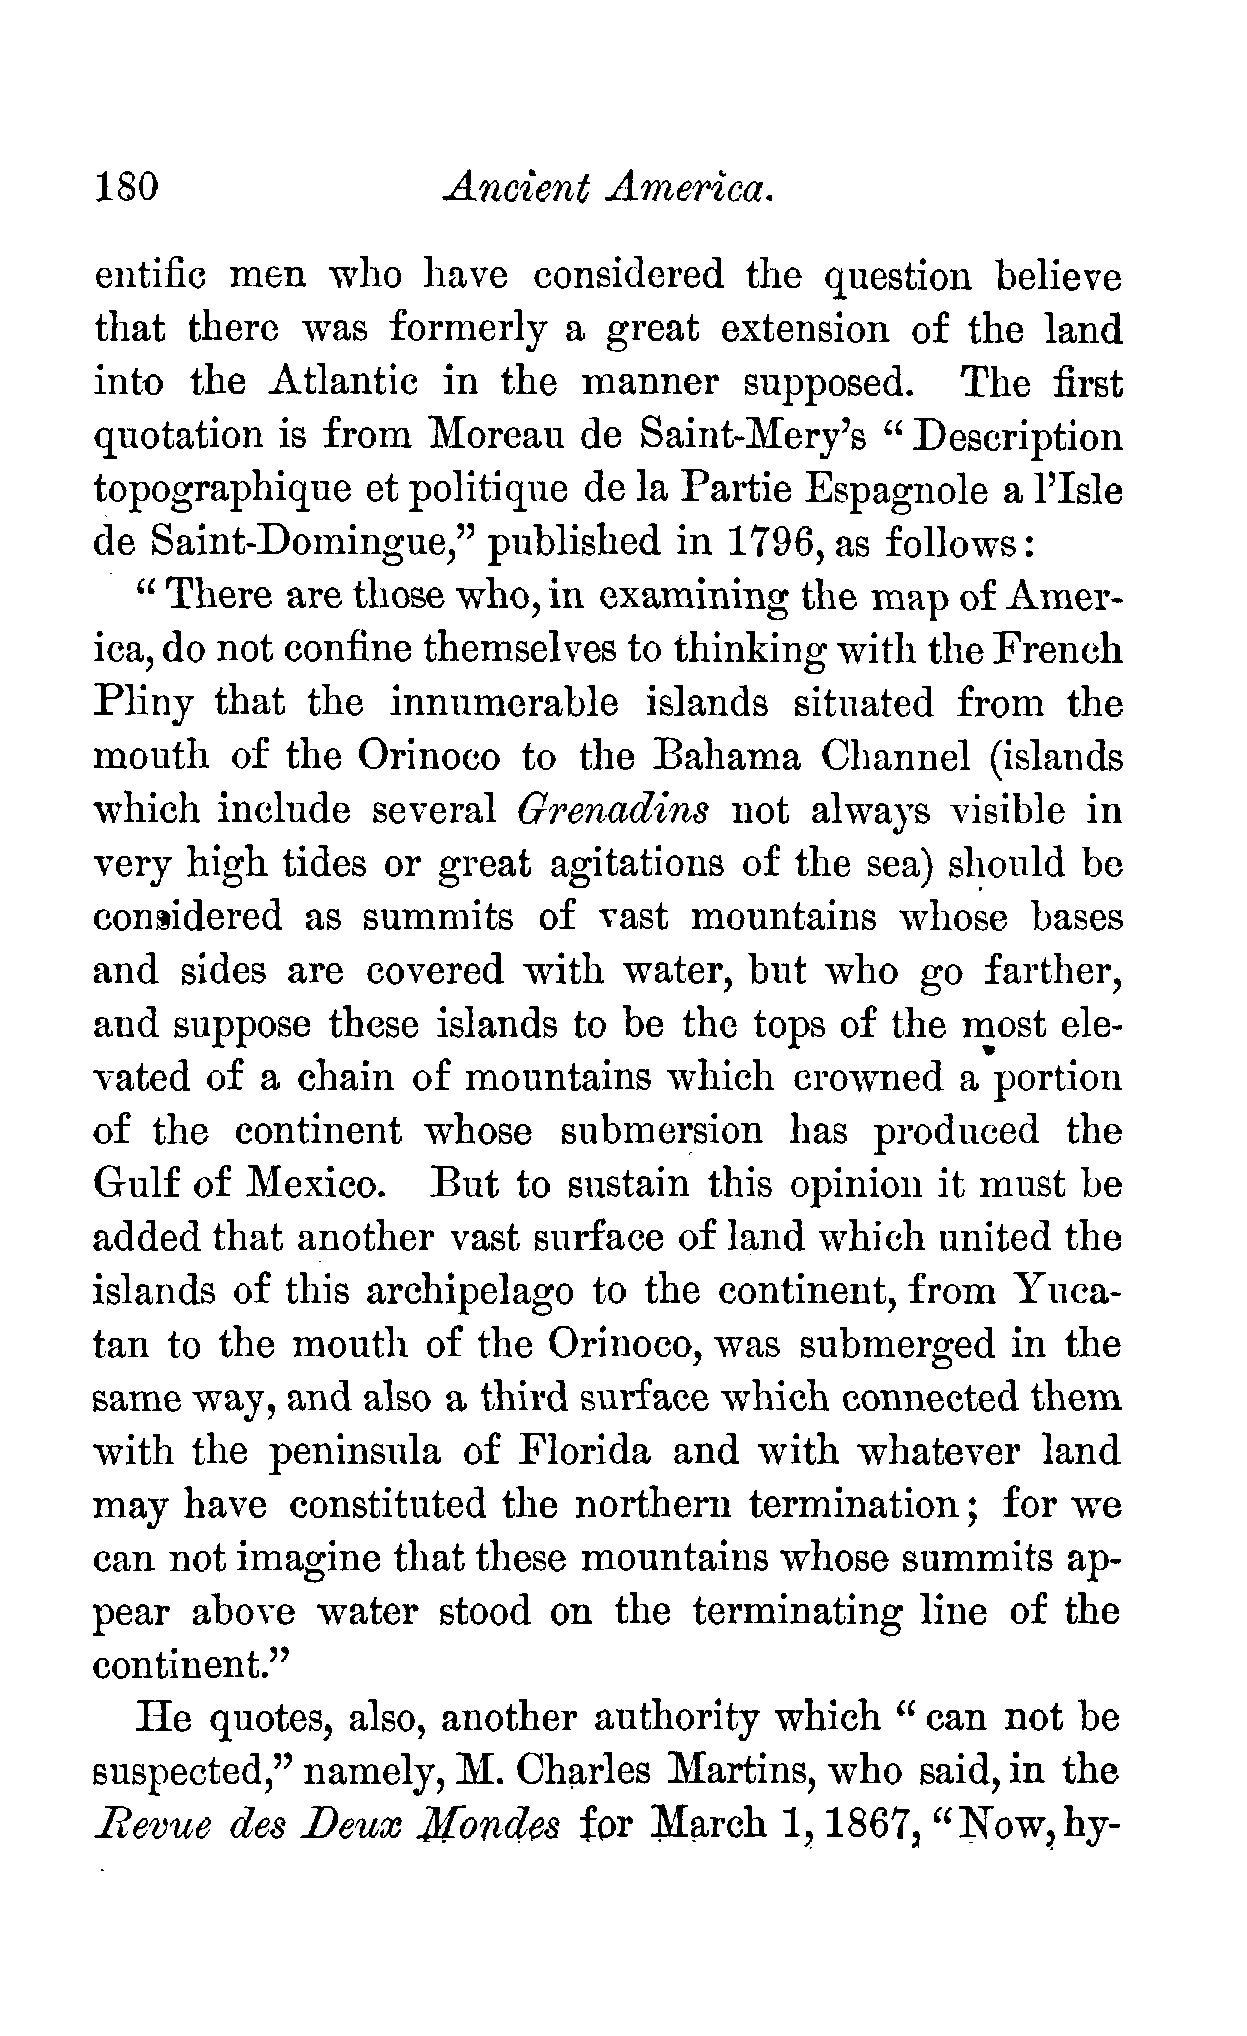 180 Ancient America.
entific men who have considered the question believe
that there was formerly a great extension of the land
into the Atlantic in the manner supposed. The first
quotation is from Moreau de Saint-Mery's “ Description
topographique et politique de la Partie Espagnole a l'Isle
de Saint-Domingue,” published in 1796, as follows:
“ There are those who, in examining the map of Amer-
ica, do not confine themselves to thinking with the French
Pliny that the innumerable islands situated from the
mouth of the Orinoco to the Bahama Channel (islands
which include several Grenadins not always visible in
very high tides or great agitations of the sea) should be
considered as summits of vast mountains whose bases
and sides are covered with water, but who go farther,
and suppose these islands to be the tops of the most ele-
vated of a chain of mountains which crowned a portion
of the continent whose submersion has produced the
Gulf of Mexico. But to sustain this opinion it must be
added that another vast surface of land which united the
islands of this archipelago to the continent, from Yuca-
tan to the mouth of the Orinoco, was submerged in the
same way, and also a third surface which connected them
with the peninsula of Florida and with whatever land
may have constituted the northern termination; for we
can not imagine that these mountains whose summits ap-
pear above water stood on the terminating line of the
continent.”
He quotes, also, another authority which “ can not be
suspected,” namely, M. Charles Martins, who said, in the
Revue des Deux Mondes for March 1, 1867, “Now, hy-